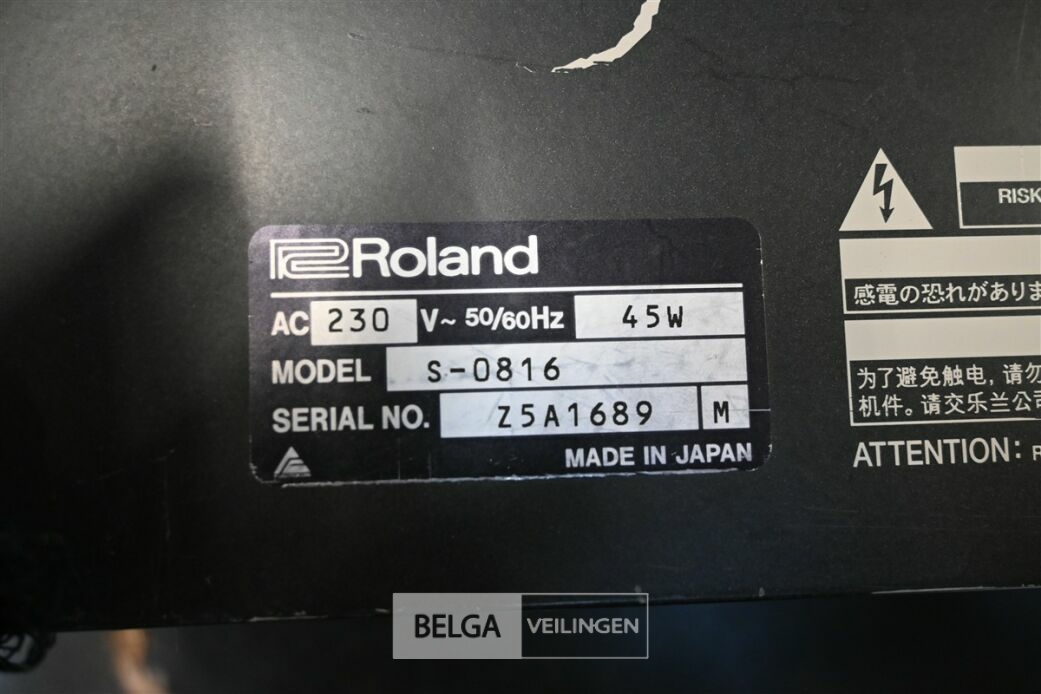 Roland
AC 230 V~ 50/60Hz 45W
MODEL S-0816
SERIAL NO. Z5A1689 M
MADE IN JAPAN
RISK
感電の恐れがありま
为了避免触电，请勿
机件。请交乐兰公司
ATTENTION: R
BELGA VEILINGEN